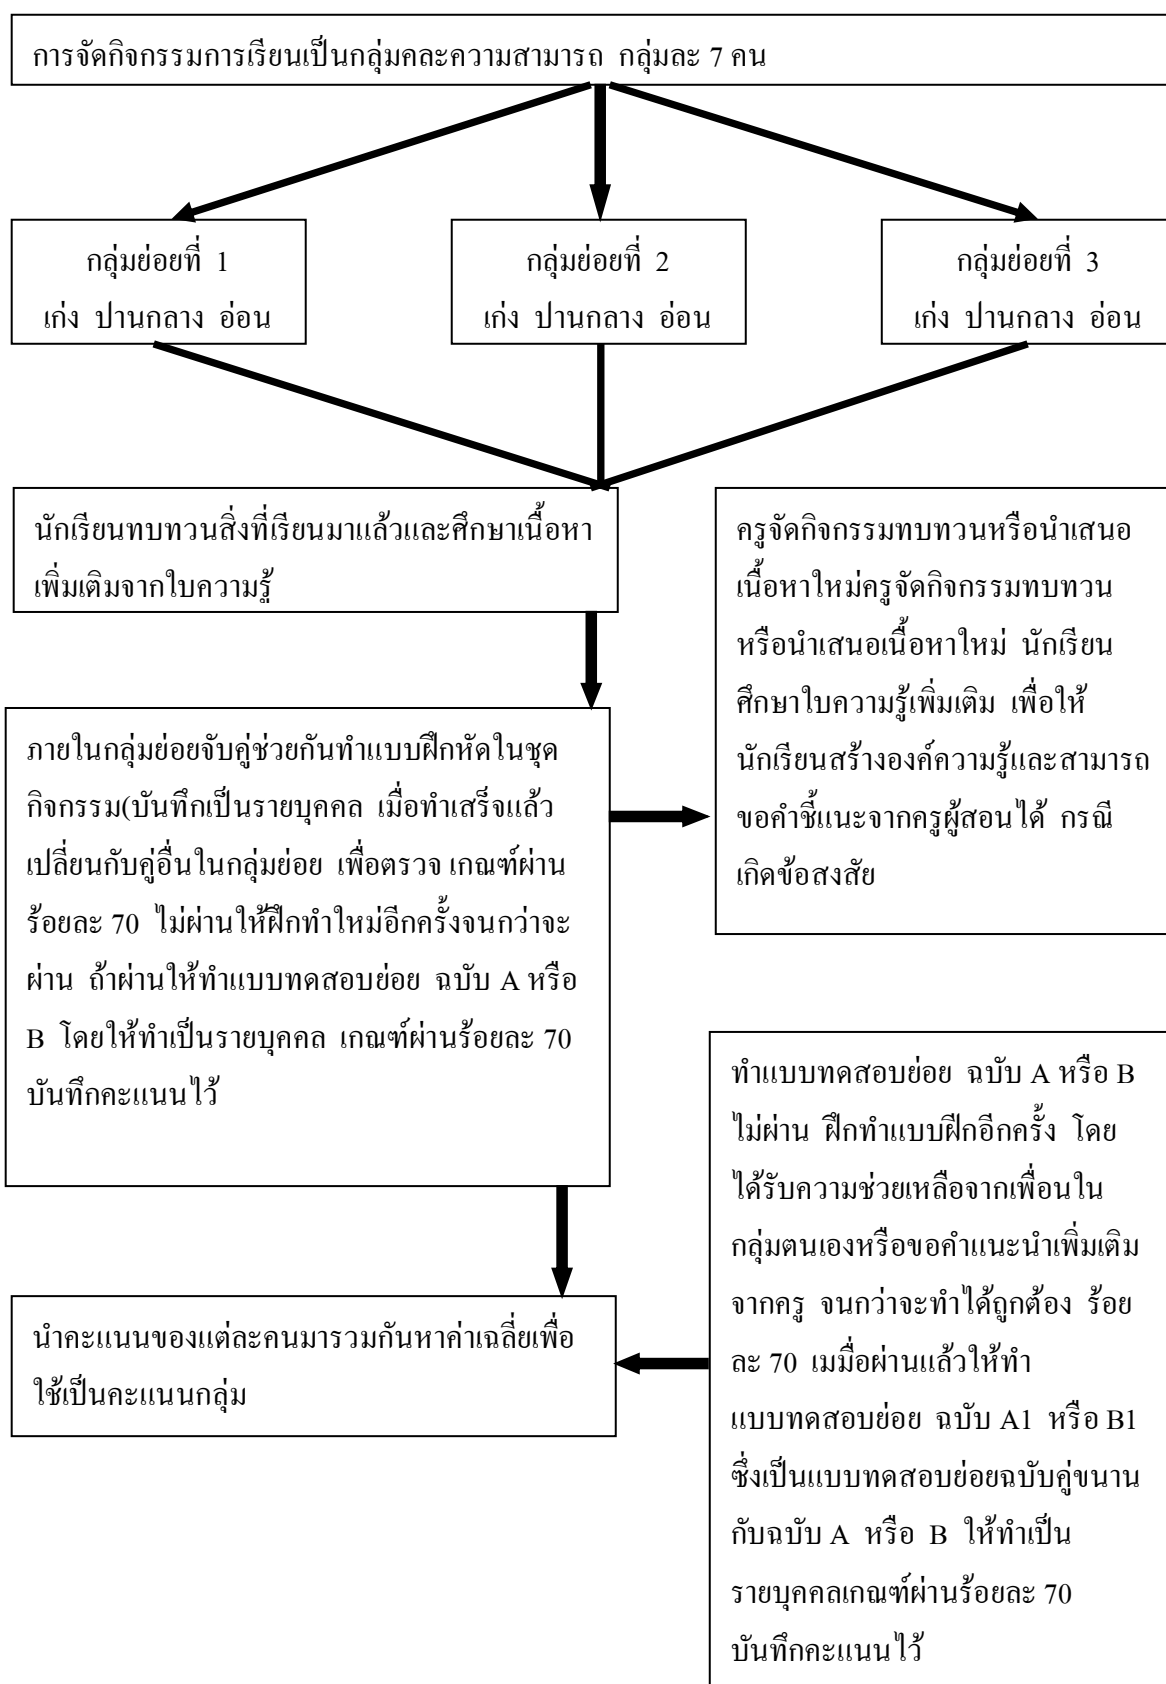 การจัดกิจกรรมการเรียนเป็นกลุ่มคละความสามารถ กลุ่มละ 7 คน
กลุ่มย่อยที่ 1
เก่ง ปานกลาง อ่อน
กลุ่มย่อยที่ 2
เก่ง ปานกลาง อ่อน
กลุ่มย่อยที่ 3
เก่ง ปานกลาง อ่อน
นักเรียนทบทวนสิ่งที่เรียนมาแล้วและศึกษาเนื้อหา
เพิ่มเติมจากใบความรู้
ครูจัดกิจกรรมทบทวนหรือนำเสนอ
เนื้อหาใหม่ครูจัดกิจกรรมทบทวน
หรือนำเสนอเนื้อหาใหม่ นักเรียน
ศึกษาใบความรู้เพิ่มเติม เพื่อให้
นักเรียนสร้างองค์ความรู้และสามารถ
ขอคำชี้แนะจากครูผู้สอนได้ กรณี
เกิดข้อสงสัย
ภายในกลุ่มย่อยจับคู่ช่วยกันทำแบบฝึกหัดในชุด
กิจกรรม(บันทึกเป็นรายบุคคล เมื่อทำเสร็จแล้ว
เปลี่ยนกับคู่อื่นในกลุ่มย่อย เพื่อตรวจ เกณฑ์ผ่าน
ร้อยละ 70 ไม่ผ่านให้ฝึกทำใหม่อีกครั้งจนกว่าจะ
ผ่าน ถ้าผ่านให้ทำแบบทดสอบย่อย ฉบับ A หรือ
B โดยให้ทำเป็นรายบุคคล เกณฑ์ผ่านร้อยละ 70
บันทึกคะแนนไว้
ทำแบบทดสอบย่อย ฉบับ A หรือ B
ไม่ผ่าน ฝึกทำแบบฝึกอีกครั้ง โดย
ได้รับความช่วยเหลือจากเพื่อนใน
กลุ่มตนเองหรือขอคำแนะนำเพิ่มเติม
จากครู จนกว่าจะทำได้ถูกต้อง ร้อย
ละ 70 เมมื่อผ่านแล้วให้ทำ
แบบทดสอบย่อย ฉบับ A1 หรือ B1
ซึ่งเป็นแบบทดสอบย่อยฉบับคู่ขนาน
กับฉบับ A หรือ B ให้ทำเป็น
รายบุคคลเกณฑ์ผ่านร้อยละ 70
บันทึกคะแนนไว้
นำคะแนนของแต่ละคนมารวมกันหาค่าเฉลี่ยเพื่อ
ใช้เป็นคะแนนกลุ่ม